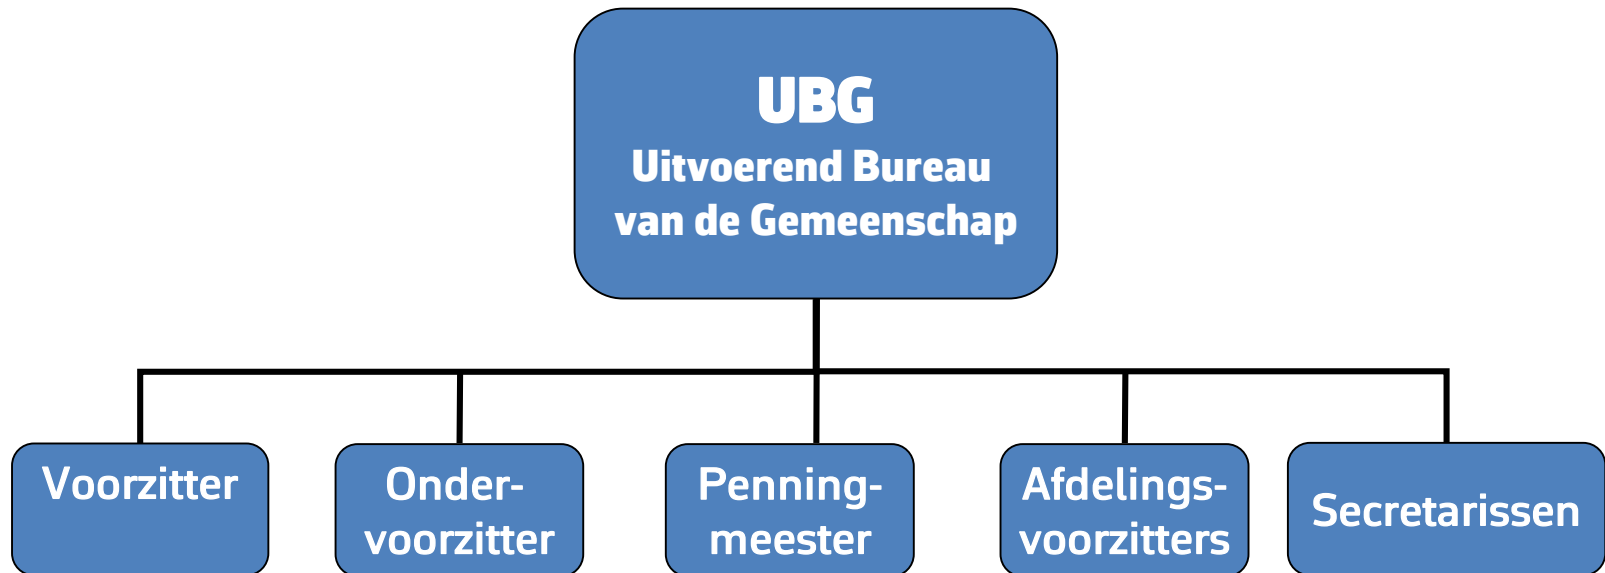 UBG
Uitvoerend Bureau
van de Gemeenschap
Voorzitter
Onder-
voorzitter
Penning-
meester
Afdelings-
voorzitters
Secretarissen